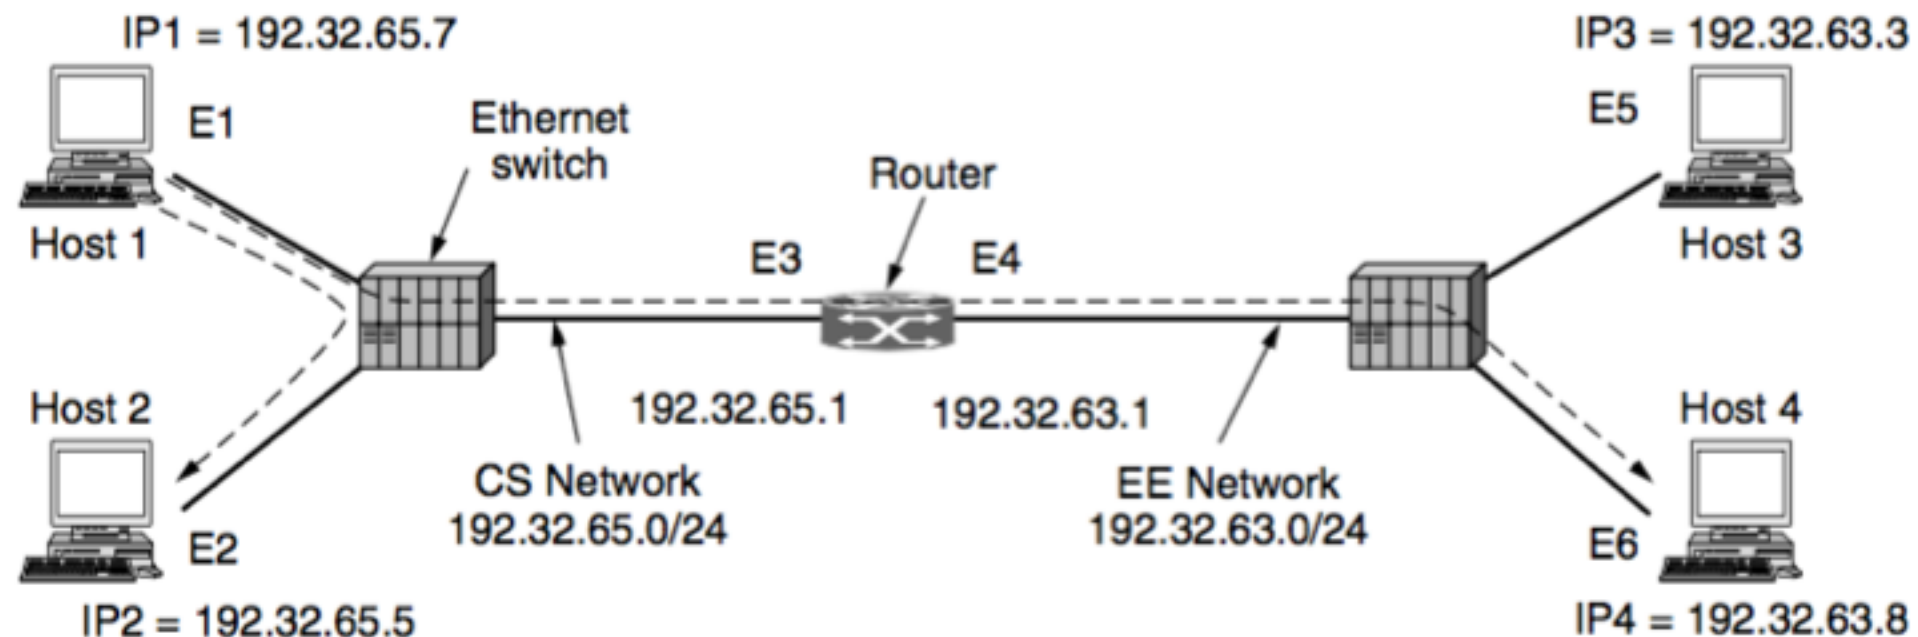 IP1 = 192.32.65.7
IP3 = 192.32.63.3
E1
Ethernet
switch
Router
E5
Host 1
E3
E4
Host 3
Host 2
192.32.65.1
192.32.63.1
Host 4
CS Network
192.32.65.0/24
EE Network
192.32.63.0/24
E2
E6
IP2 = 192.32.65.5
IP4 = 192.32.63.8